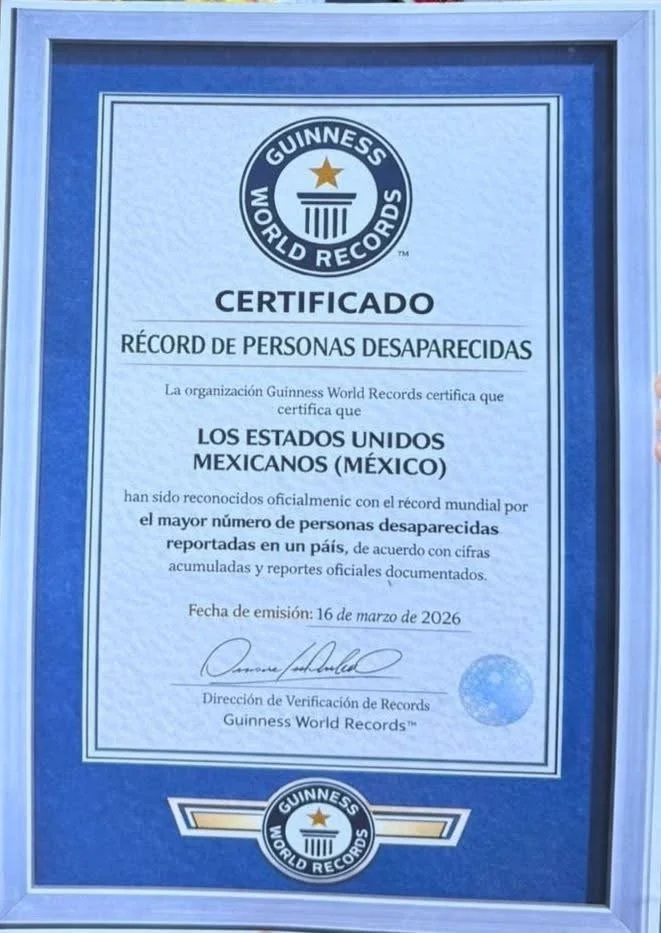 GUINNESS
WORLD RECORDS
™
CERTIFICADO
RÉCORD DE PERSONAS DESAPARECIDAS
La organización Guinness World Records certifica que
certifica que
LOS ESTADOS UNIDOS
MEXICANOS (MÉXICO)
han sido reconocidos oficialmenic con el récord mundial por
el mayor número de personas desaparecidas
reportadas en un páís, de acuerdo con cifras
acumuladas y reportes oficiales documentados.
Fecha de emisión: 16 de marzo de 2026
Dirección de Verificación de Records
Guinness World Records™
GUINNESS
WORLD RECORDS